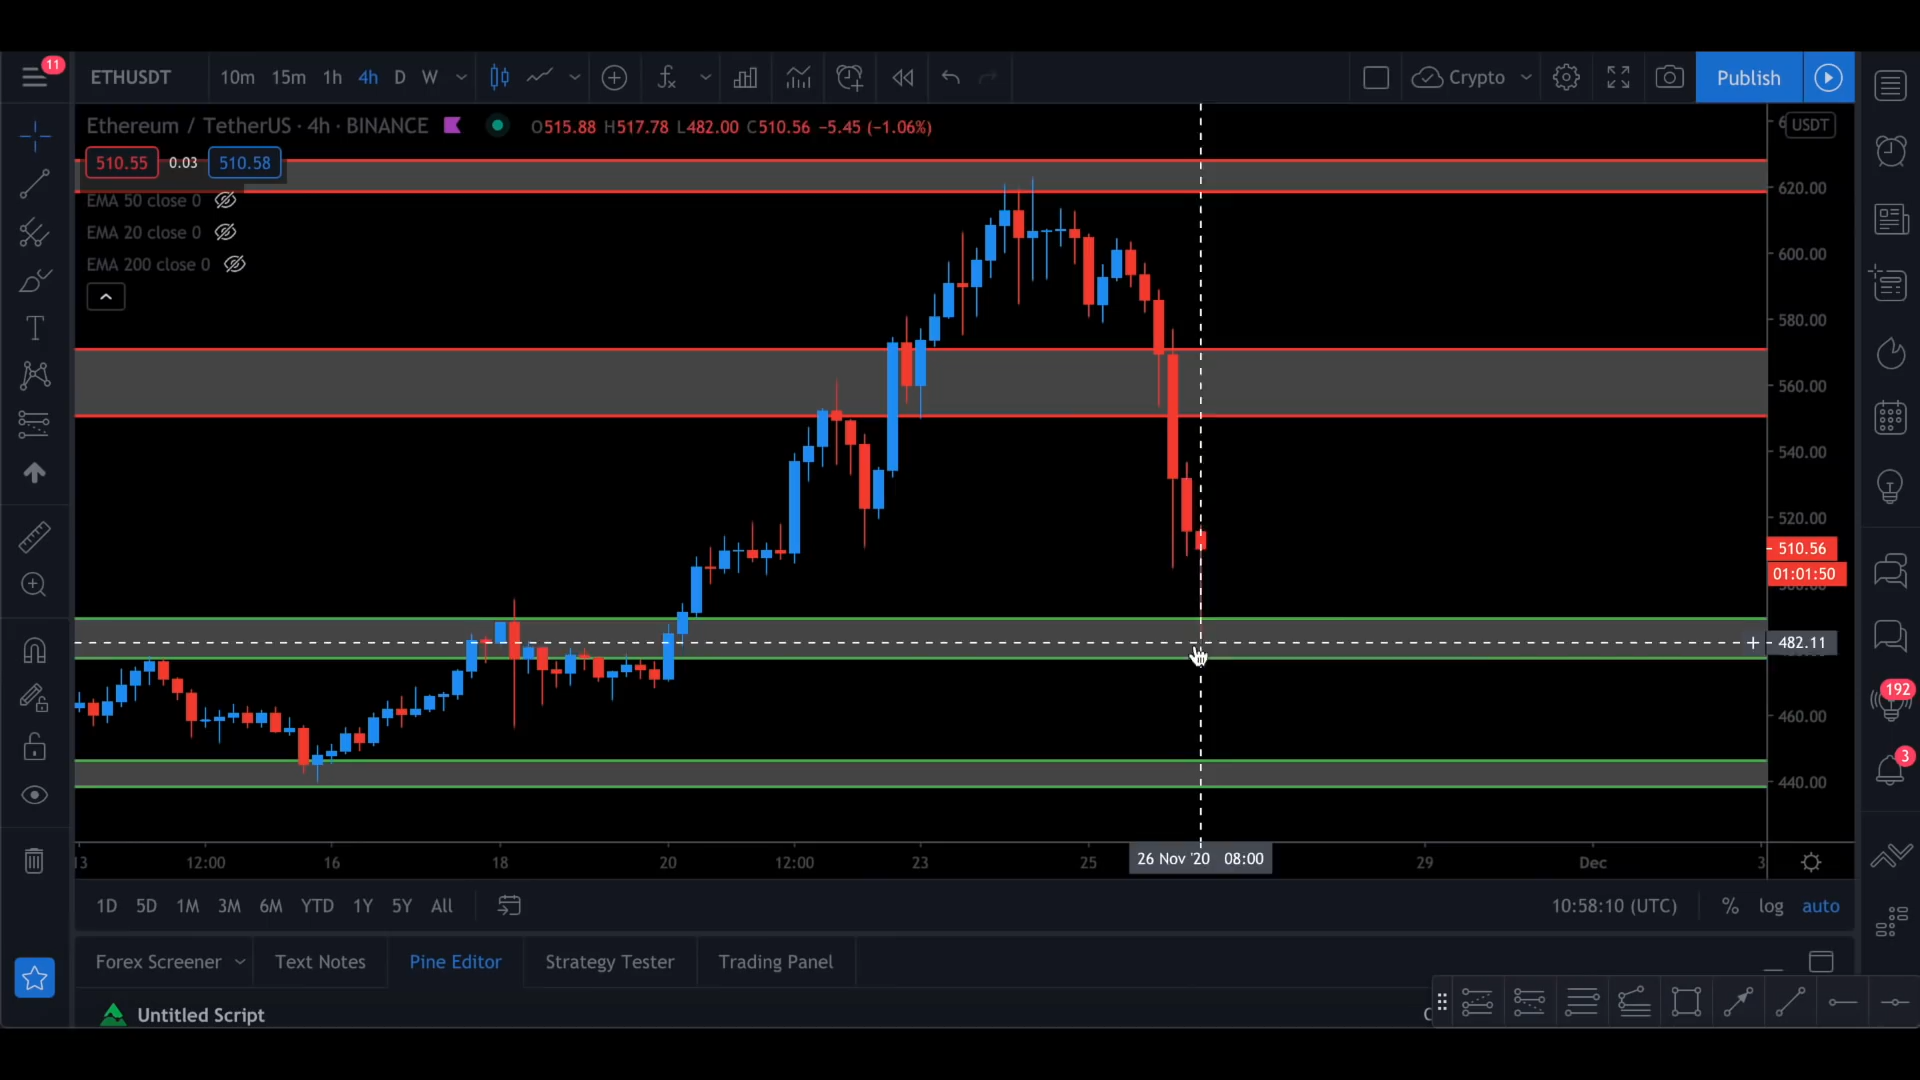 11
ETHUSDT 10m 15m 1h 4h D W Crypto Publish
Ethereum / TetherUS · 4h · BINANCE O515.88 H517.78 L482.00 C510.56 −5.45 (−1.06%)
USDT
510.55 0.03 510.58
EMA 50 close 0
EMA 20 close 0
EMA 200 close 0
620.00
600.00
580.00
560.00
540.00
520.00
510.56
01:01:50
482.11
460.00
440.00
192
3
13 12:00 16 18 20 12:00 23 25 26 Nov '20 08:00 29 Dec 3
1D 5D 1M 3M 6M YTD 1Y 5Y All 10:58:10 (UTC) % log auto
Forex Screener Text Notes Pine Editor Strategy Tester Trading Panel
Untitled Script